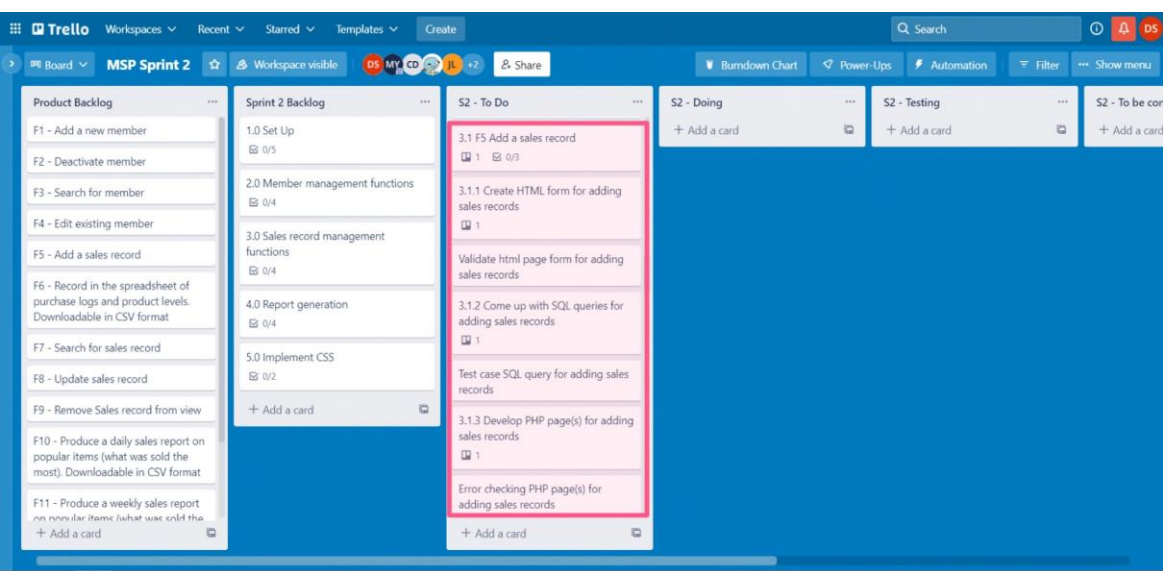 Trello Workspaces Recent Starred Templates Create Search DS
Board MSP Sprint 2 Workspace visible DS MY CD JL +2 Share Burndown Chart Power-Ups Automation Filter Show menu
Product Backlog
F1 - Add a new member
F2 - Deactivate member
F3 - Search for member
F4 - Edit existing member
F5 - Add a sales record
F6 - Record in the spreadsheet of
purchase logs and product levels.
Downloadable in CSV format
F7 - Search for sales record
F8 - Update sales record
F9 - Remove Sales record from view
F10 - Produce a daily sales report on
popular items (what was sold the
most). Downloadable in CSV format
F11 - Produce a weekly sales report
on popular items (what was sold the
+ Add a card
Sprint 2 Backlog
1.0 Set Up
0/5
2.0 Member management functions
0/4
3.0 Sales record management
functions
0/4
4.0 Report generation
0/4
5.0 Implement CSS
0/2
+ Add a card
S2 - To Do
3.1 F5 Add a sales record
1 0/3
3.1.1 Create HTML form for adding
sales records
1
Validate html page form for adding
sales records
3.1.2 Come up with SQL queries for
adding sales records
1
Test case SQL query for adding sales
records
3.1.3 Develop PHP page(s) for adding
sales records
1
Error checking PHP page(s) for
adding sales records
+ Add a card
S2 - Doing
+ Add a card
S2 - Testing
+ Add a card
S2 - To be cor
+ Add a card